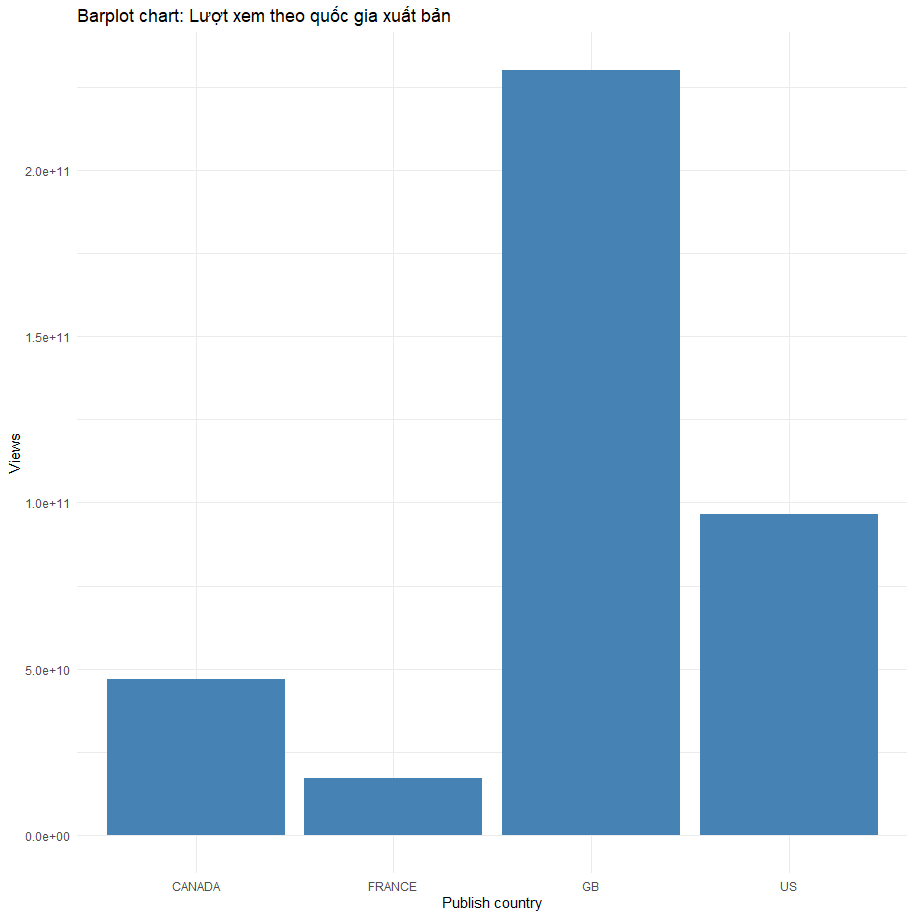 Barplot chart: Lượt xem theo quốc gia xuất bản
Views
2.0e+11
1.5e+11
1.0e+11
5.0e+10
0.0e+00
CANADA FRANCE GB US
Publish country